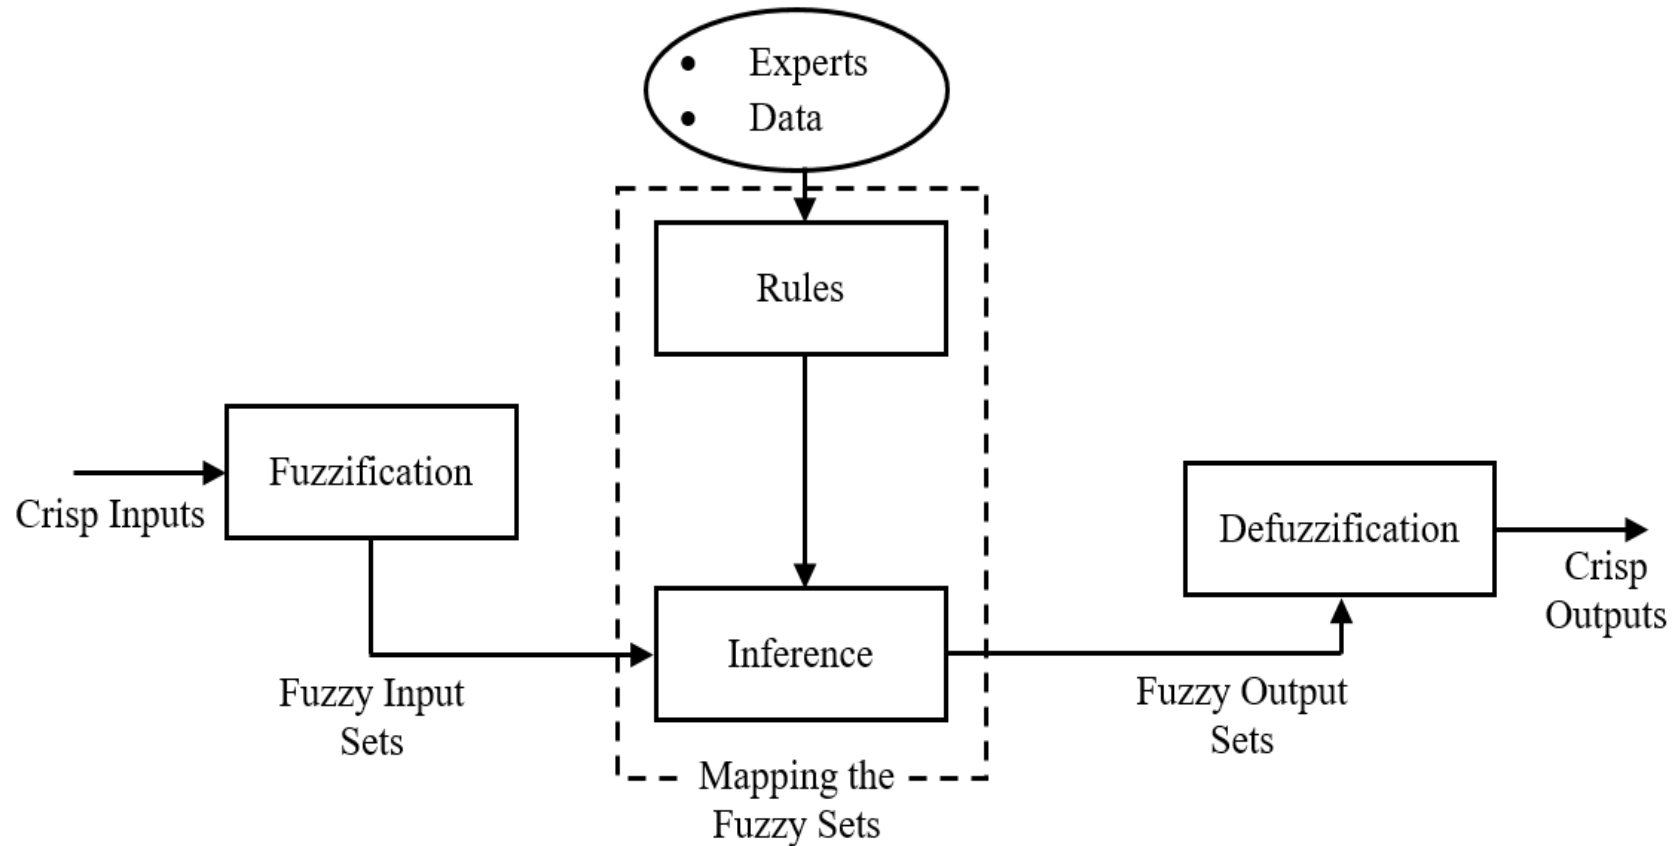 • Experts
• Data
Rules
Fuzzification
Crisp Inputs
Defuzzification
Crisp
Outputs
Inference
Fuzzy Input
Sets
Fuzzy Output
Sets
Mapping the
Fuzzy Sets